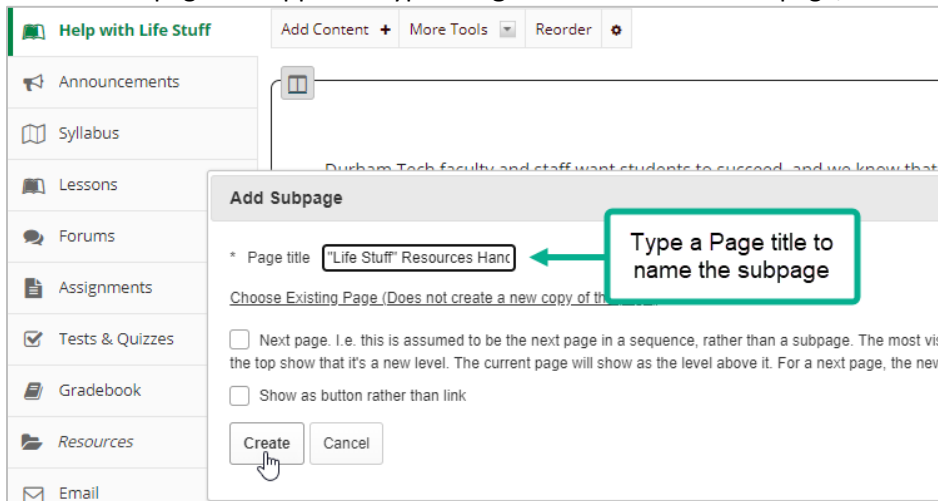 Help with Life Stuff
Add Content + More Tools Reorder
Announcements
Syllabus
Durham Tech faculty and staff want students to succeed, and we know that
Lessons
Add Subpage
Forums
* Page title "Life Stuff" Resources Hand
Type a Page title to
name the subpage
Assignments
Choose Existing Page (Does not create a new copy of
Tests & Quizzes
Next page. I.e. this is assumed to be the next page in a sequence, rather than a subpage. The most vis
the top show that it's a new level. The current page will show as the level above it. For a next page, the new
Gradebook
Show as button rather than link
Resources
Create Cancel
Email